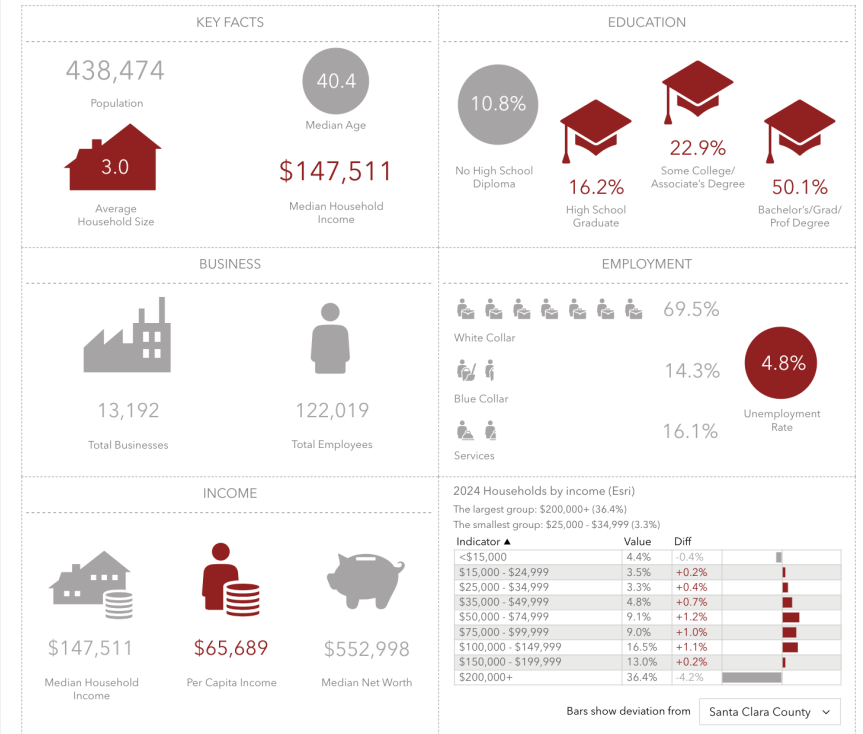 KEY FACTS
438,474
Population
40.4
Median Age
3.0
Average
Household Size
$147,511
Median Household
Income
EDUCATION
10.8%
No High School
Diploma
16.2%
High School
Graduate
22.9%
Some College/
Associate's Degree
50.1%
Bachelor's/Grad/
Prof Degree
BUSINESS
13,192
Total Businesses
122,019
Total Employees
EMPLOYMENT
69.5%
White Collar
14.3%
Blue Collar
16.1%
Services
4.8%
Unemployment
Rate
INCOME
$147,511
Median Household
Income
$65,689
Per Capita Income
$552,998
Median Net Worth
2024 Households by income (Esri)
The largest group: $200,000+ (36.4%)
The smallest group: $25,000 - $34,999 (3.3%)
Indicator ▲ Value Diff
<$15,000 4.4% -0.4%
$15,000 - $24,999 3.5% +0.2%
$25,000 - $34,999 3.3% +0.4%
$35,000 - $49,999 4.8% +0.7%
$50,000 - $74,999 9.1% +1.2%
$75,000 - $99,999 9.0% +1.0%
$100,000 - $149,999 16.5% +1.1%
$150,000 - $199,999 13.0% +0.2%
$200,000+ 36.4% -4.2%
Bars show deviation from Santa Clara County